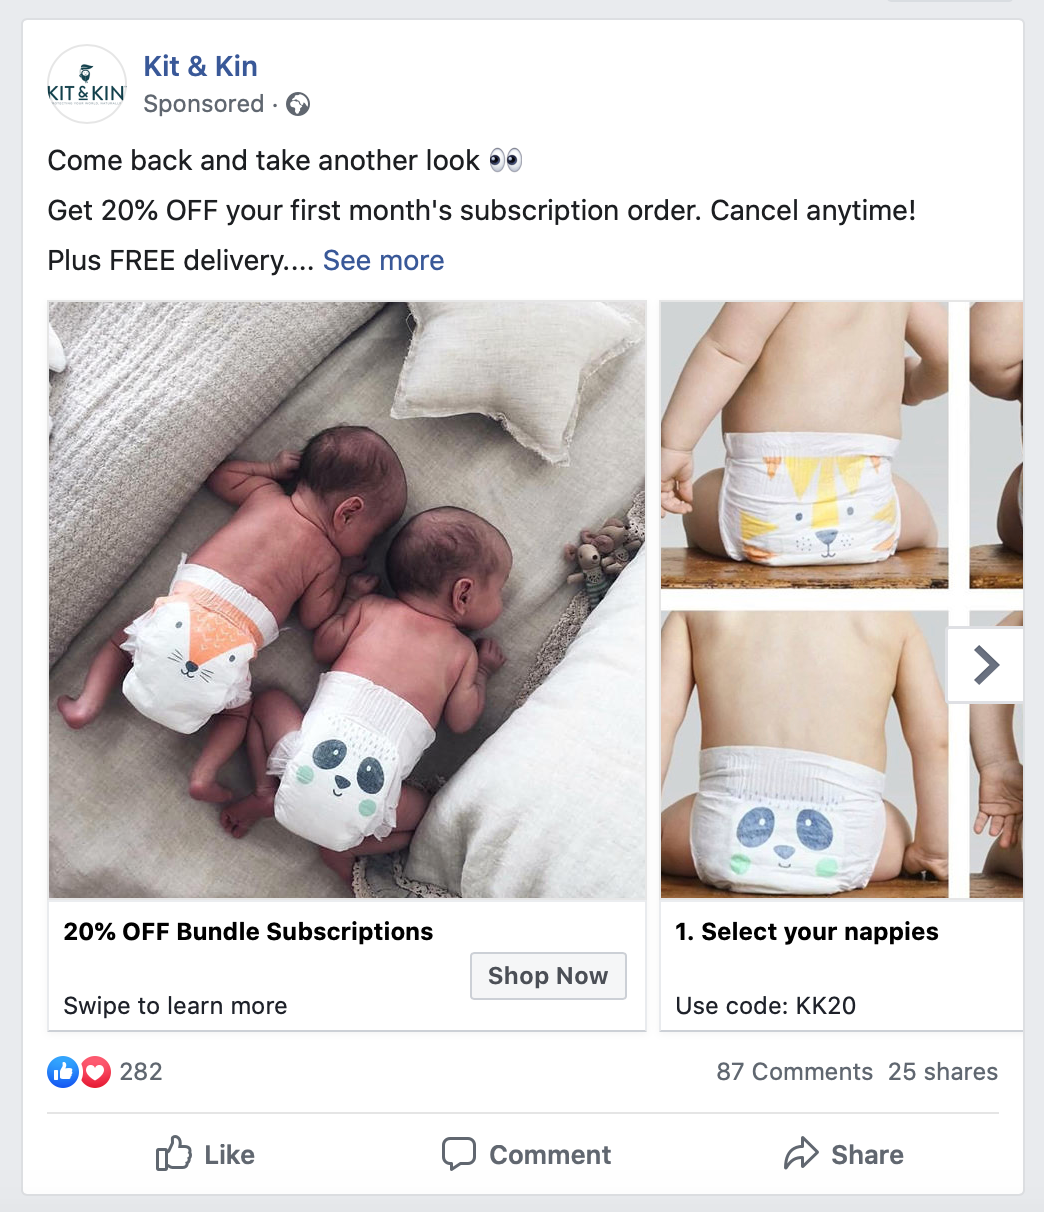 KIT & KIN
Kit & Kin
Sponsored ·
Come back and take another look 👀
Get 20% OFF your first month's subscription order. Cancel anytime!
Plus FREE delivery.... See more
20% OFF Bundle Subscriptions
Shop Now
Swipe to learn more
1. Select your nappies
Use code: KK20
282
87 Comments 25 shares
Like Comment Share